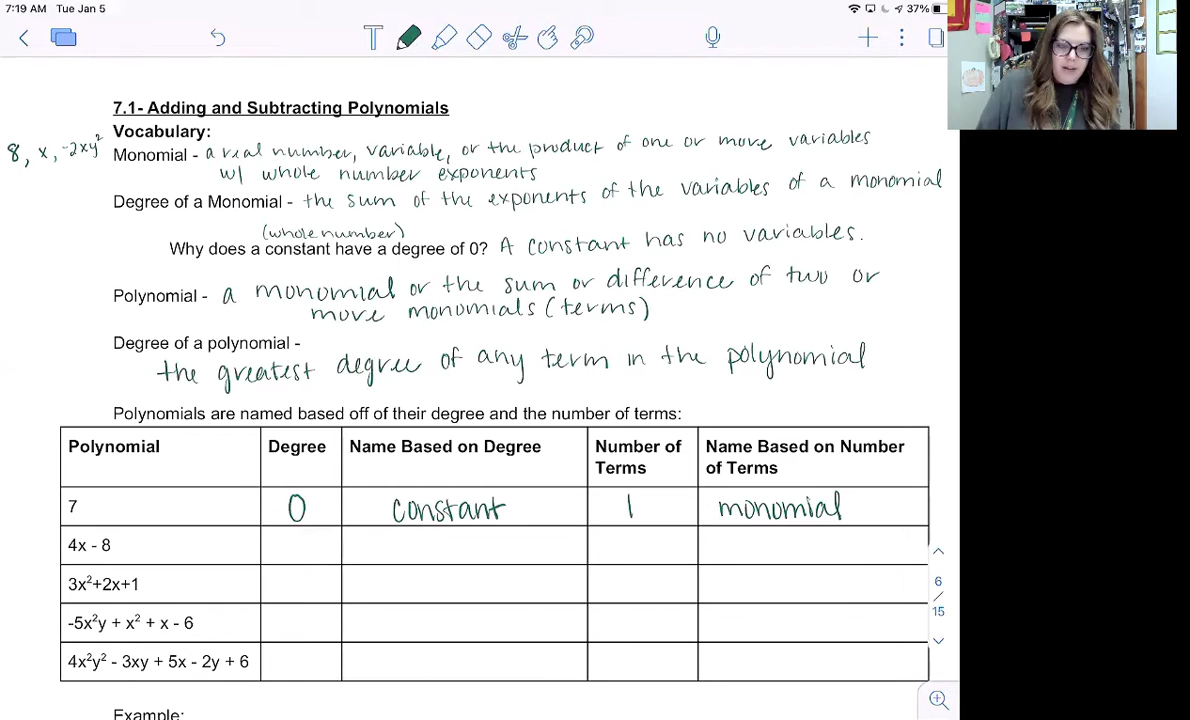 7:19 AM Tue Jan 5
37%
7.1- Adding and Subtracting Polynomials
Vocabulary:
8, x, -2xy²
Monomial - a real number, variable, or the product of one or more variables
w/ whole number exponents
Degree of a Monomial - the sum of the exponents of the variables of a monomial
(whole number)
Why does a constant have a degree of 0? A constant has no variables.
Polynomial - a monomial or the sum or difference of two or
more monomials (terms)
Degree of a polynomial -
the greatest degree of any term in the polynomial
Polynomials are named based off of their degree and the number of terms:
Polynomial Degree Name Based on Degree Number of Terms Name Based on Number of Terms
7 0 constant 1 monomial
4x - 8
3x²+2x+1
-5x²y + x² + x - 6
4x²y² - 3xy + 5x - 2y + 6
6
/
15
Example: